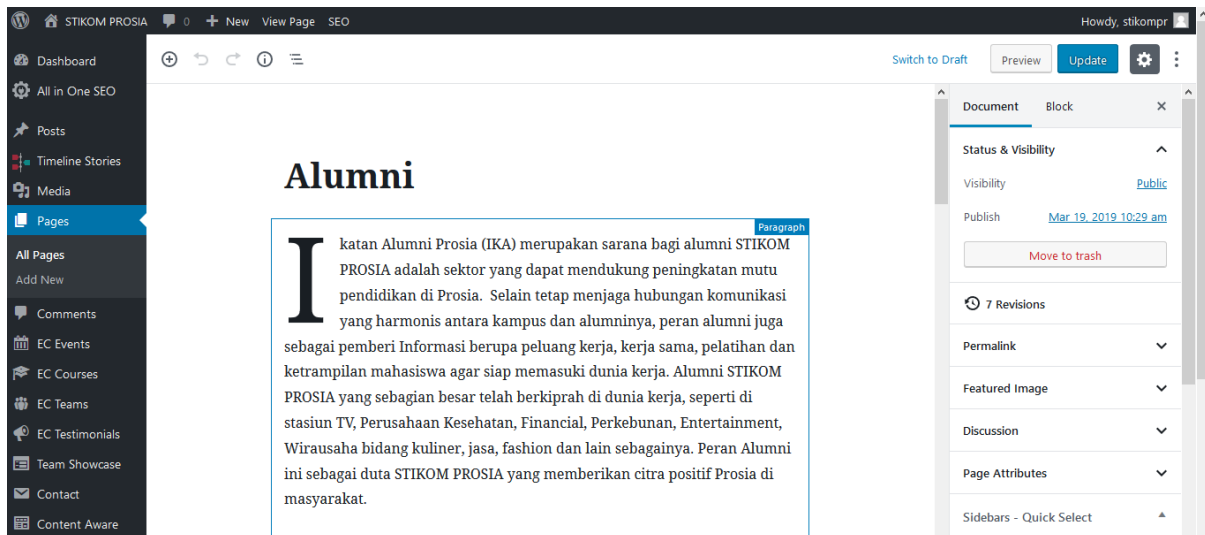 STIKOM PROSIA 0 New View Page SEO Howdy, stikompr
Dashboard
All in One SEO
Posts
Timeline Stories
Media
Pages
All Pages
Add New
Comments
EC Events
EC Courses
EC Teams
EC Testimonials
Team Showcase
Contact
Content Aware
Switch to Draft Preview Update
Alumni
Paragraph
Ikatan Alumni Prosia (IKA) merupakan sarana bagi alumni STIKOM
PROSIA adalah sektor yang dapat mendukung peningkatan mutu
pendidikan di Prosia. Selain tetap menjaga hubungan komunikasi
yang harmonis antara kampus dan alumninya, peran alumni juga
sebagai pemberi Informasi berupa peluang kerja, kerja sama, pelatihan dan
ketrampilan mahasiswa agar siap memasuki dunia kerja. Alumni STIKOM
PROSIA yang sebagian besar telah berkiprah di dunia kerja, seperti di
stasiun TV, Perusahaan Kesehatan, Financial, Perkebunan, Entertainment,
Wirausaha bidang kuliner, jasa, fashion dan lain sebagainya. Peran Alumni
ini sebagai duta STIKOM PROSIA yang memberikan citra positif Prosia di
masyarakat.
Document Block
Status & Visibility
Visibility Public
Publish Mar 19, 2019 10:29 am
Move to trash
7 Revisions
Permalink
Featured Image
Discussion
Page Attributes
Sidebars - Quick Select